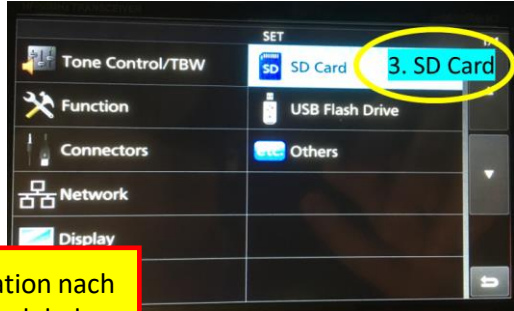 SET
Tone Control/TBW
SD Card
3. SD Card
Function
USB Flash Drive
Connectors
Others
Network
Display
ation nach